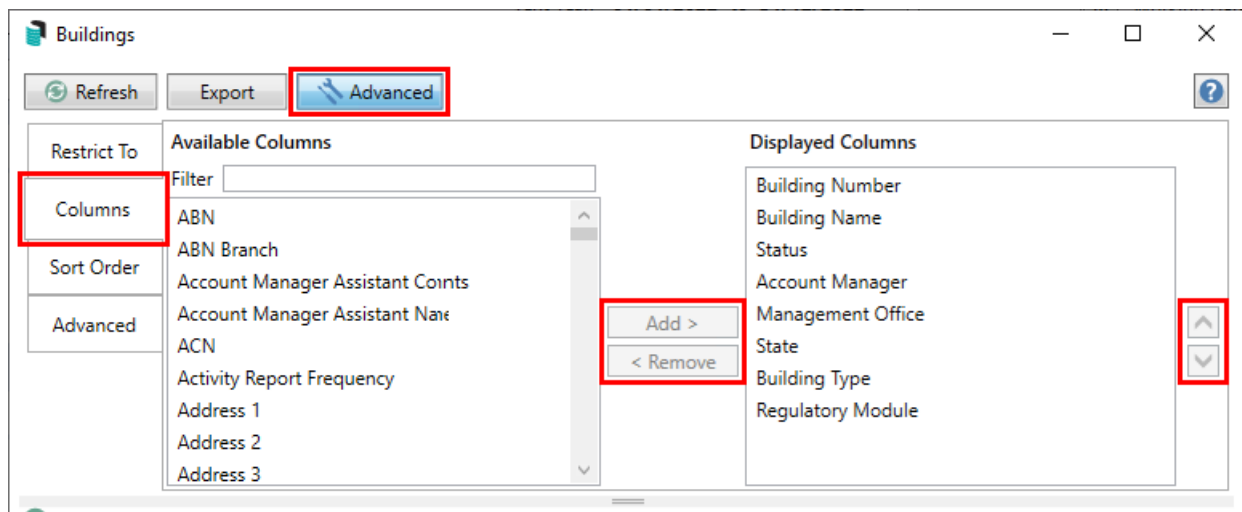 Buildings
Refresh
Export
Advanced
Restrict To
Columns
Sort Order
Advanced
Available Columns
Filter
ABN
ABN Branch
Account Manager Assistant
Account Manager Assistant
ACN
Activity Report Frequency
Address 1
Address 2
Address 3
Add >
< Remove
Displayed Columns
Building Number
Building Name
Status
Account Manager
Management Office
State
Building Type
Regulatory Module